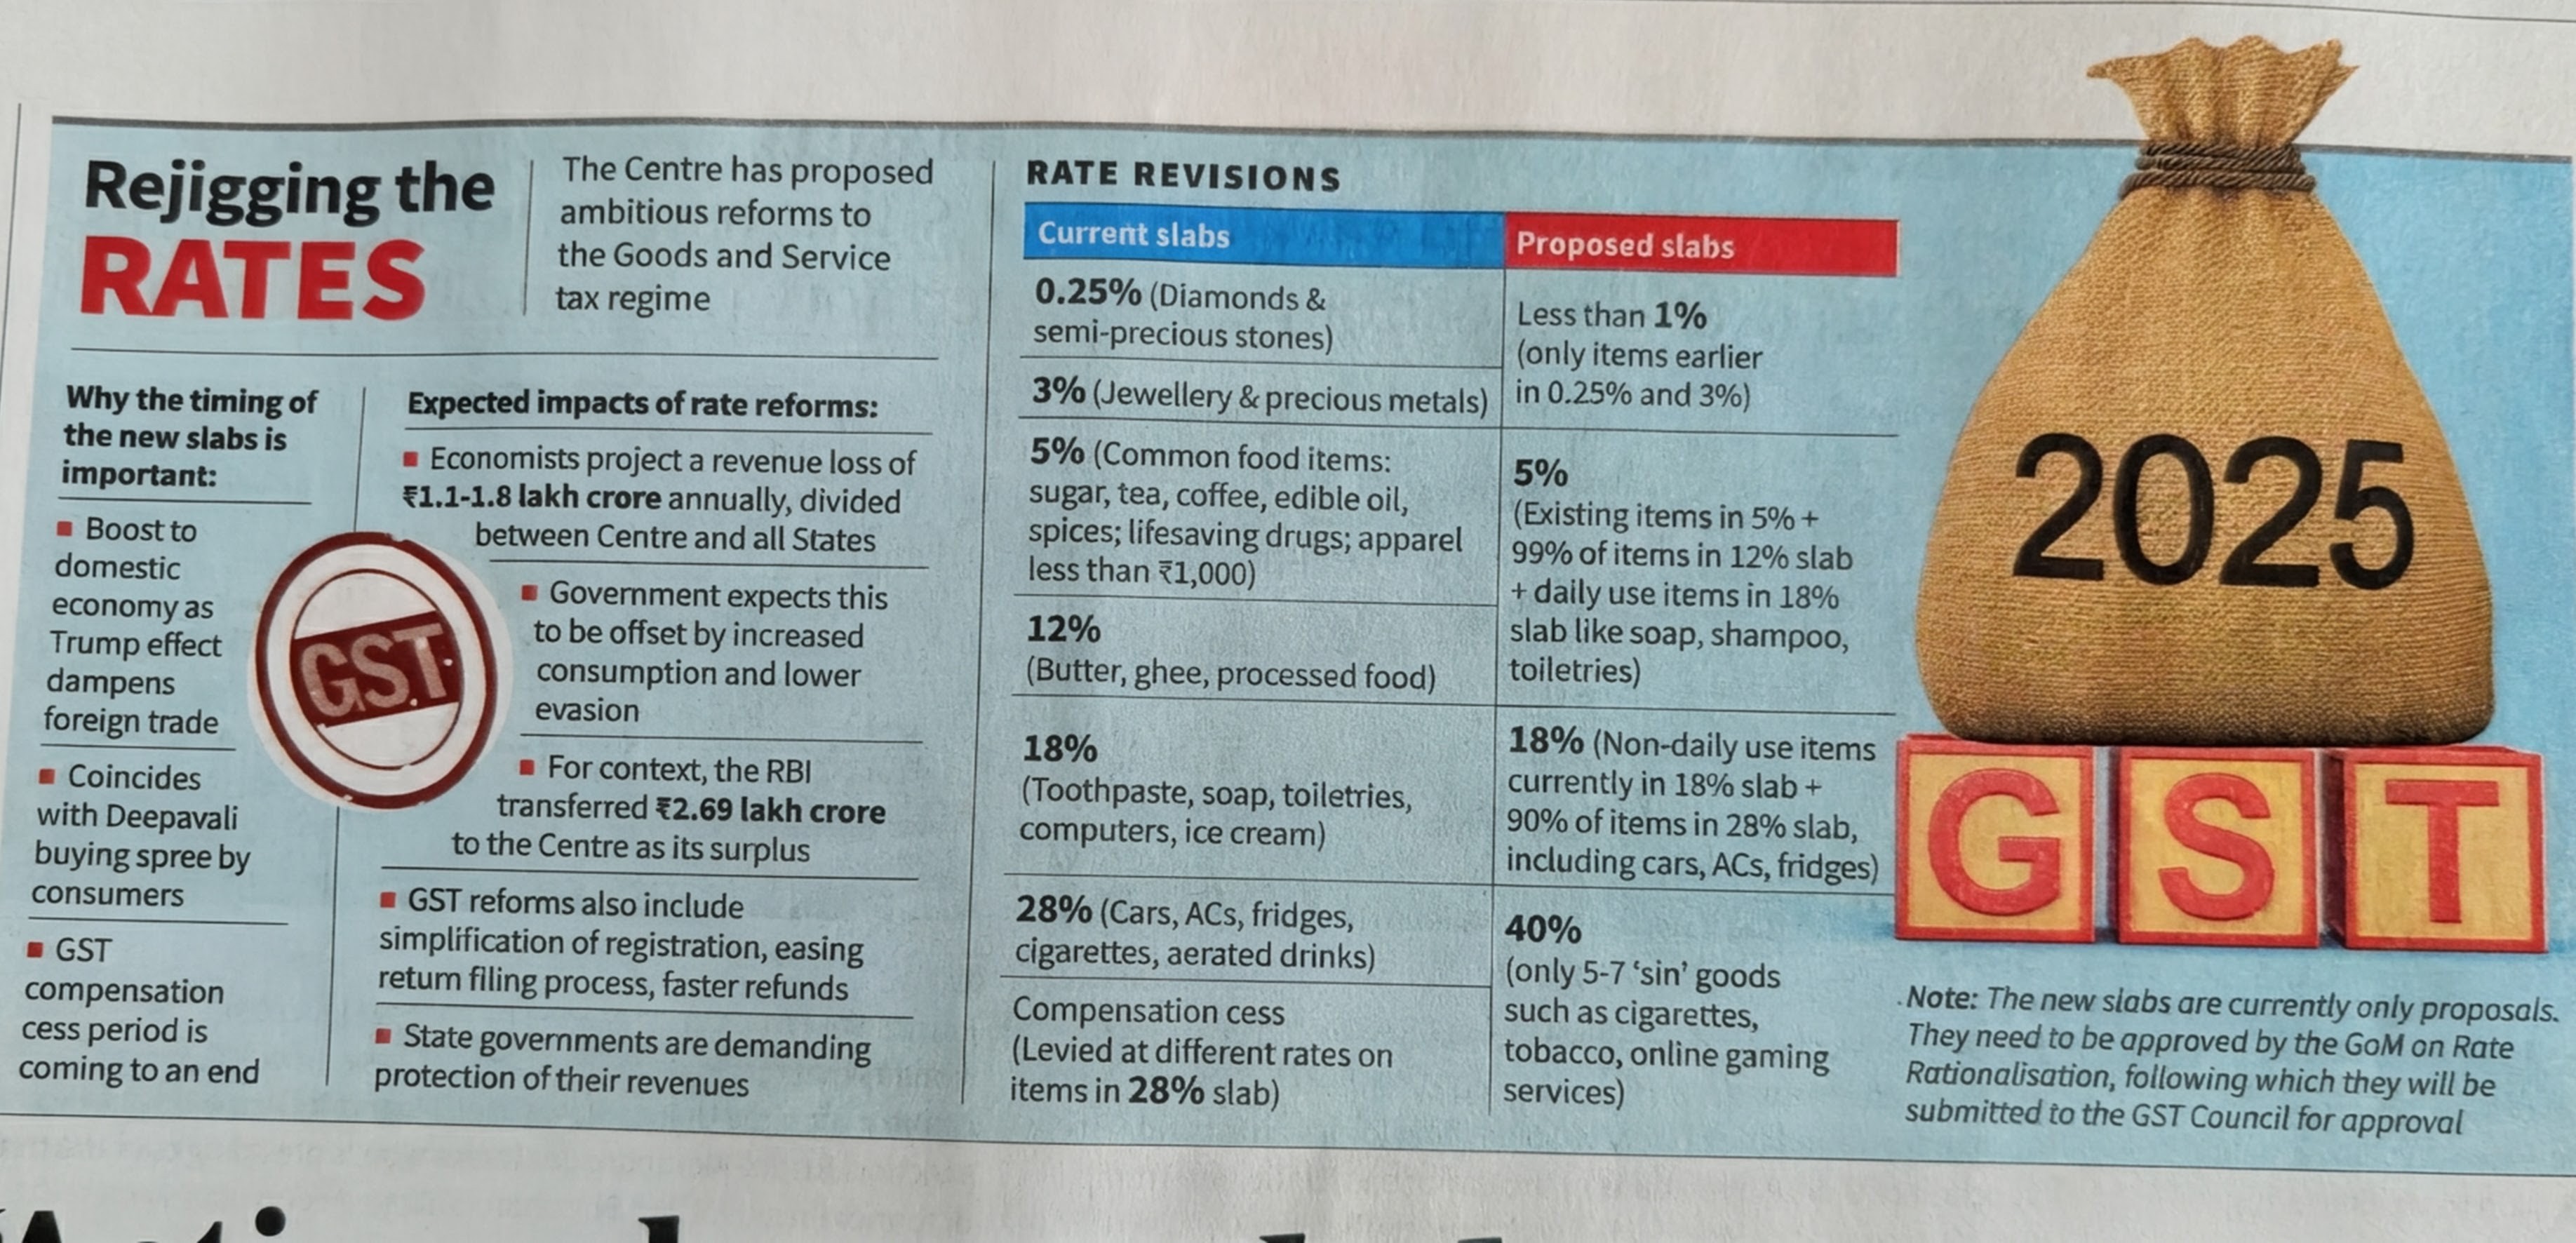 Rejigging the
RATES
The Centre has proposed
ambitious reforms to
the Goods and Service
tax regime
Why the timing of
the new slabs is
important:
■ Boost to
domestic
economy as
Trump effect
dampens
foreign trade
■ Coincides
with Deepavali
buying spree by
consumers
■ GST
compensation
cess period is
coming to an end
GST
Expected impacts of rate reforms:
■ Economists project a revenue loss of
₹1.1-1.8 lakh crore annually, divided
between Centre and all States
■ Government expects this
to be offset by increased
consumption and lower
evasion
■ For context, the RBI
transferred ₹2.69 lakh crore
to the Centre as its surplus
■ GST reforms also include
simplification of registration, easing
return filing process, faster refunds
■ State governments are demanding
protection of their revenues
RATE REVISIONS
Current slabs
0.25% (Diamonds &
semi-precious stones)
3% (Jewellery & precious metals)
5% (Common food items:
sugar, tea, coffee, edible oil,
spices; lifesaving drugs; apparel
less than ₹1,000)
12%
(Butter, ghee, processed food)
18%
(Toothpaste, soap, toiletries,
computers, ice cream)
28% (Cars, ACs, fridges,
cigarettes, aerated drinks)
Compensation cess
(Levied at different rates on
items in 28% slab)
Proposed slabs
Less than 1%
(only items earlier
in 0.25% and 3%)
5%
(Existing items in 5% +
99% of items in 12% slab
+ daily use items in 18%
slab like soap, shampoo,
toiletries)
18% (Non-daily use items
currently in 18% slab +
90% of items in 28% slab,
including cars, ACs, fridges)
40%
(only 5-7 ‘sin’ goods
such as cigarettes,
tobacco, online gaming
services)
2025
GST
Note: The new slabs are currently only proposals.
They need to be approved by the GoM on Rate
Rationalisation, following which they will be
submitted to the GST Council for approval